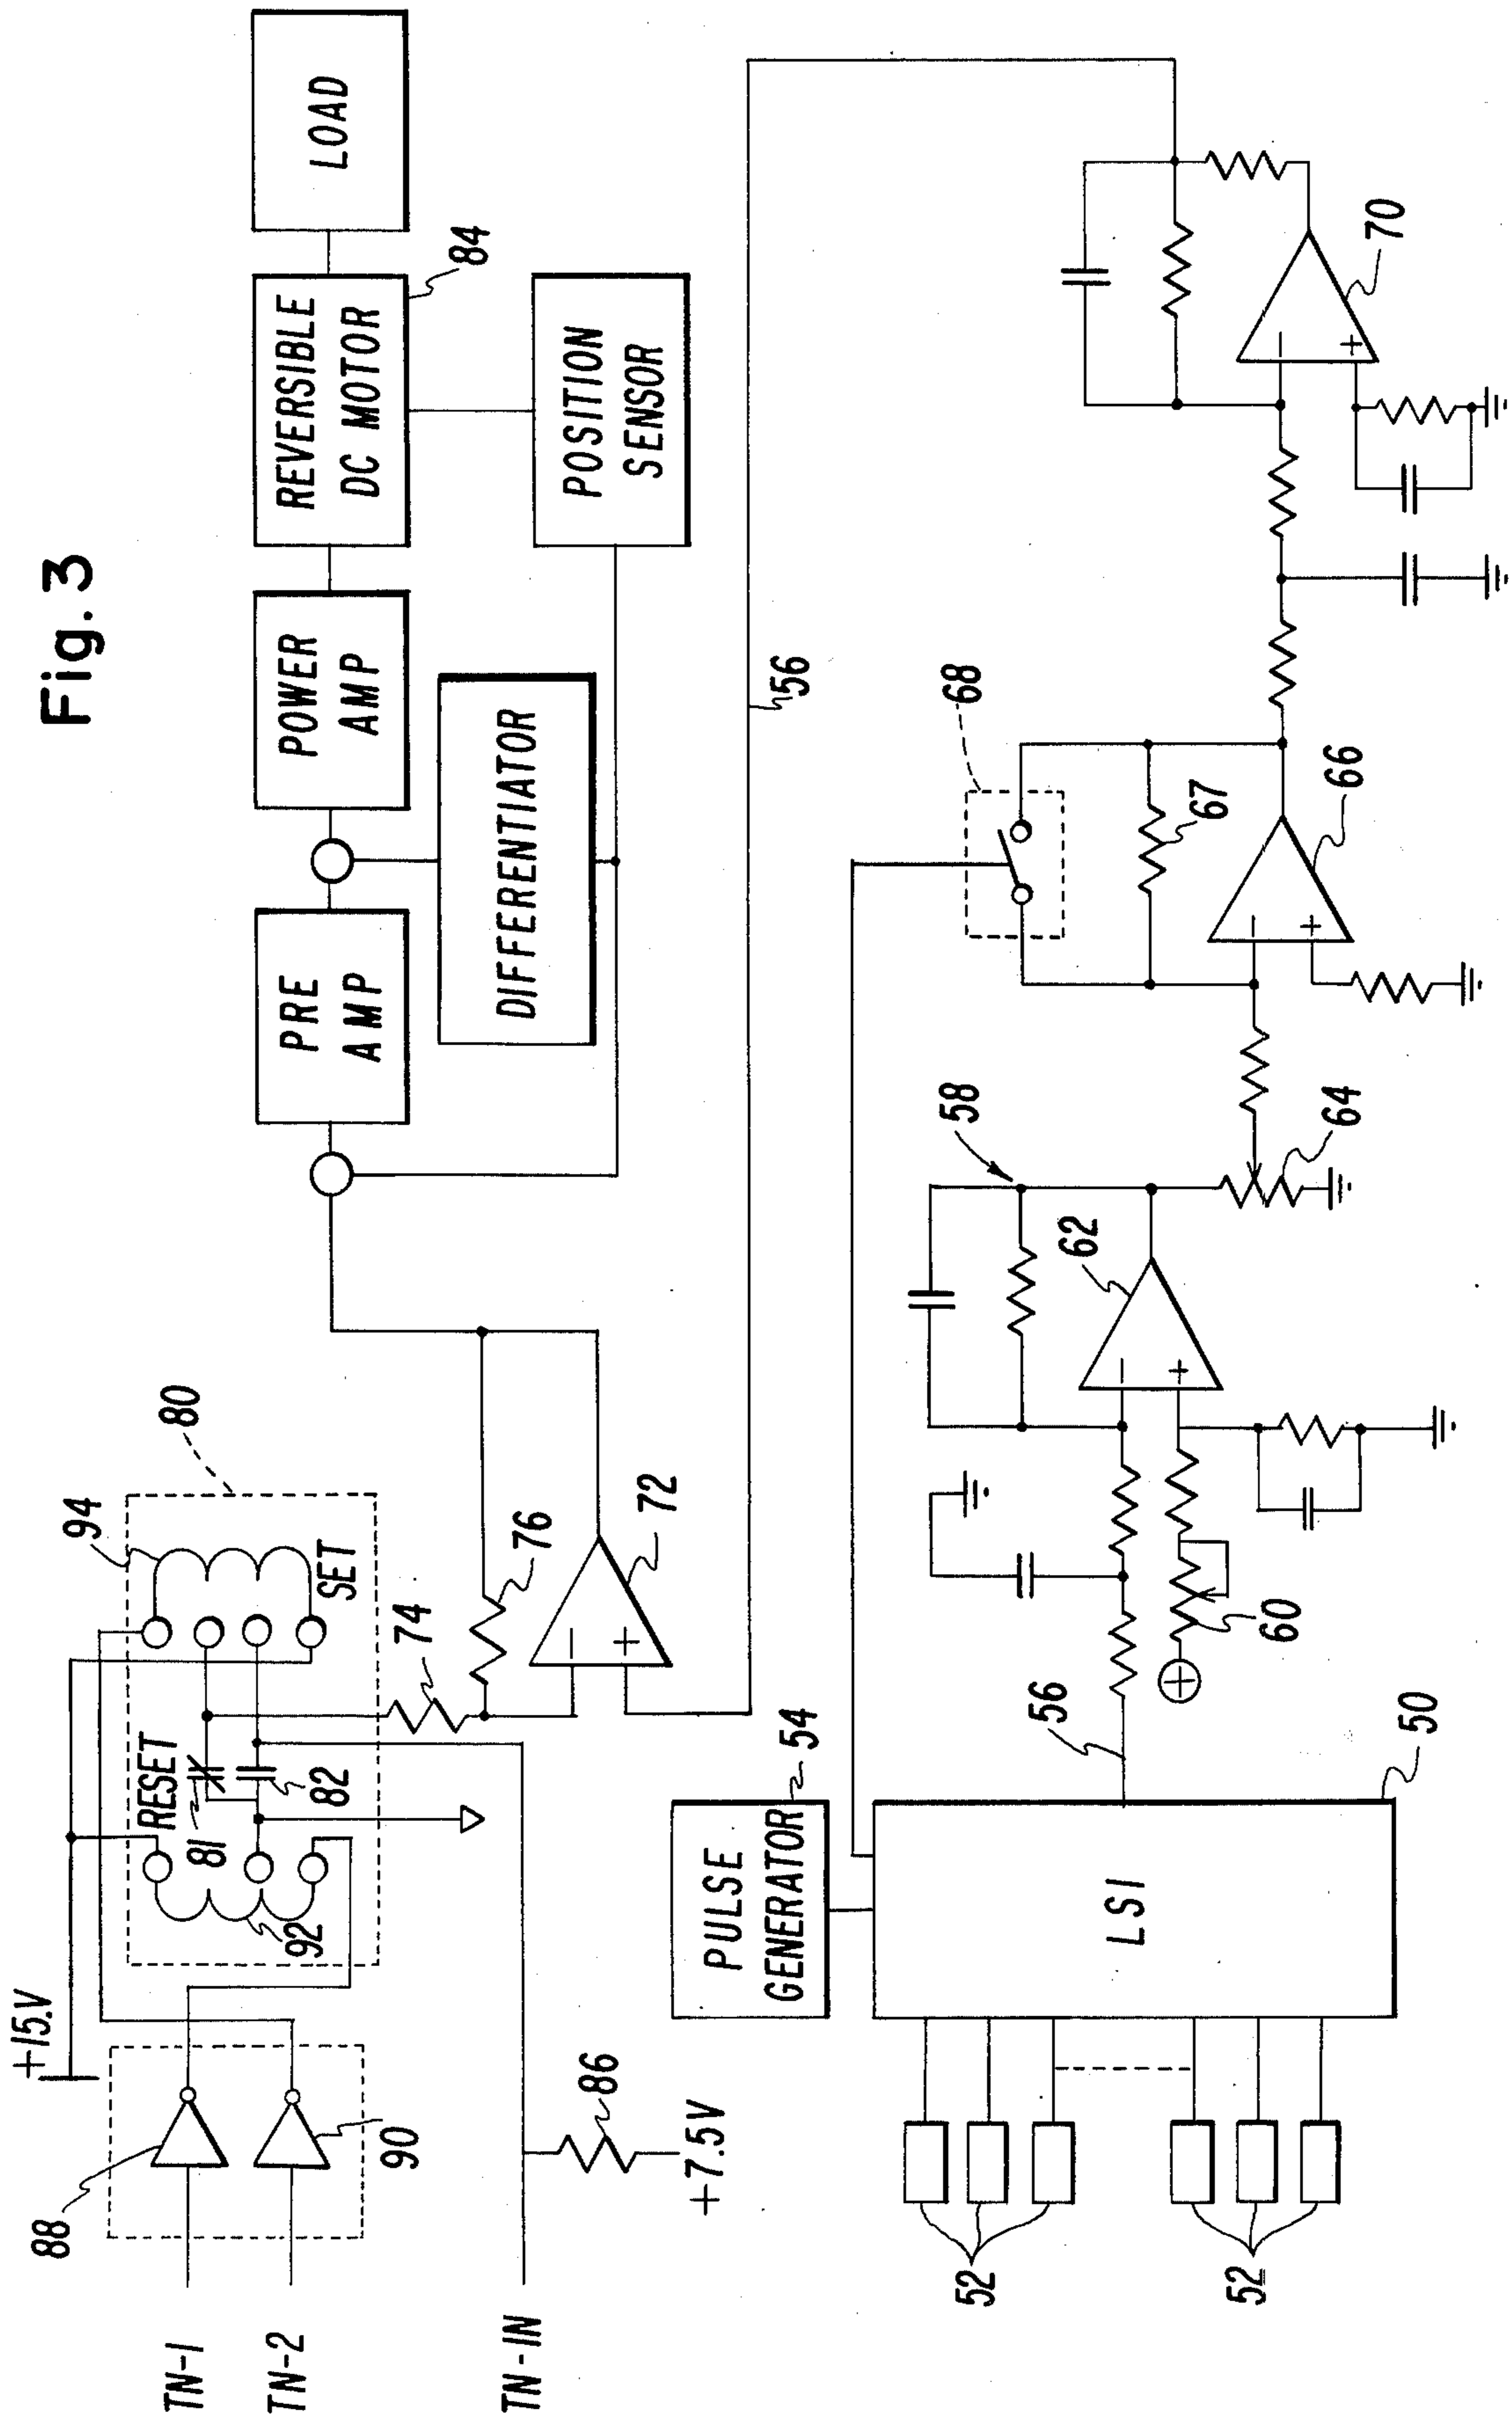 Fig. 3
LOAD
REVERSIBLE
DC MOTOR
84
POSITION
SENSOR
POWER
AMP
DIFFERENTIATOR
PRE
AMP
80
94
SET
RESET
81
82
92
+15.V
74
76
72
88
90
TN-1
TN-2
TN-IN
86
+7.5V
56
PULSE
GENERATOR
54
LSI
50
52
52
56
60
62
58
64
68
67
66
70
-
+
-
+
-
+
-
+
+